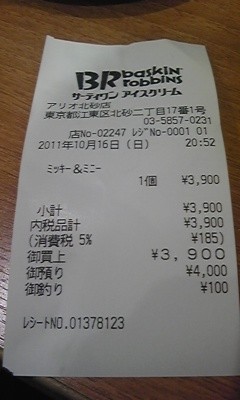 BR baskin robbins
サーティワン アイスクリーム
アリオ北砂店
東京都江東区北砂二丁目17番1号
03-5857-0231
店No-02247 レジNo-0001 01
2011年10月16日(日) 20:52
ミッキー&ミニー
1個 ¥3,900
小計 ¥3,900
内税品計 ¥3,900
(消費税 5% ¥185)
御買上 ¥3,900
御預り ¥4,000
御釣り ¥100
レシートNO.01378123